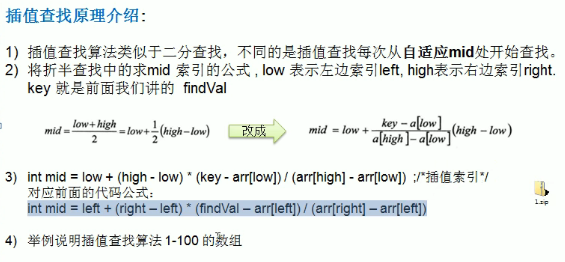 插值查找原理介绍:
1) 插值查找算法类似于二分查找，不同的是插值查找每次从自适应mid处开始查找。
2) 将折半查找中的求mid 索引的公式 , low 表示左边索引left, high表示右边索引right.
key 就是前面我们讲的 findVal
mid = (low+high)/2 = low + 1/2 (high−low) 改成 mid = low + (key − a[low])/(a[high] − a[low]) (high − low)
3) int mid = low + (high - low) * (key - arr[low]) / (arr[high] - arr[low]) ;/*插值索引*/
对应前面的代码公式：
int mid = left + (right – left) * (findVal – arr[left]) / (arr[right] – arr[left])
4) 举例说明插值查找算法 1-100 的数组